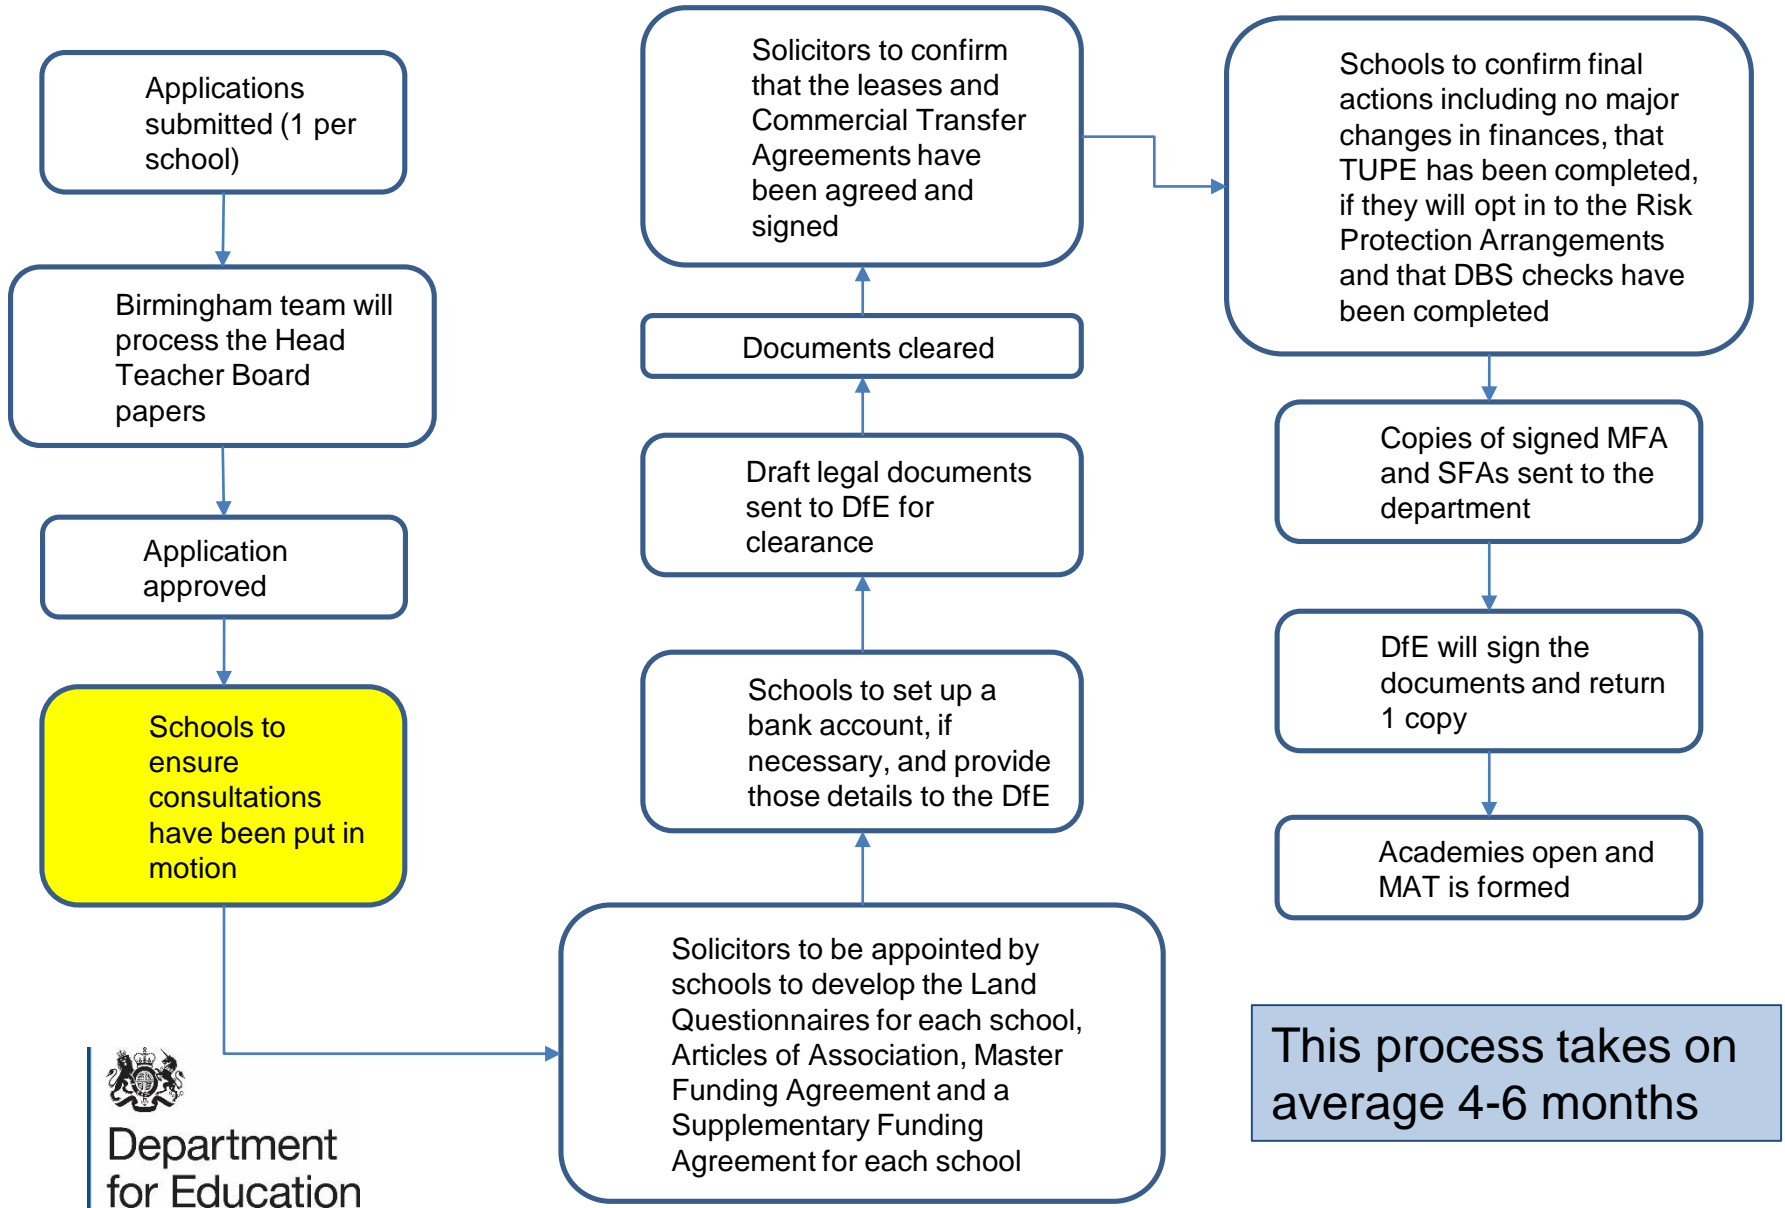 Applications
submitted (1 per
school)
Birmingham team will
process the Head
Teacher Board
papers
Application
approved
Schools to
ensure
consultations
have been put in
motion
Solicitors to be appointed by
schools to develop the Land
Questionnaires for each school,
Articles of Association, Master
Funding Agreement and a
Supplementary Funding
Agreement for each school
Schools to set up a
bank account, if
necessary, and provide
those details to the DfE
Draft legal documents
sent to DfE for
clearance
Documents cleared
Solicitors to confirm
that the leases and
Commercial Transfer
Agreements have
been agreed and
signed
Schools to confirm final
actions including no major
changes in finances, that
TUPE has been completed,
if they will opt in to the Risk
Protection Arrangements
and that DBS checks have
been completed
Copies of signed MFA
and SFAs sent to the
department
DfE will sign the
documents and return
1 copy
Academies open and
MAT is formed
This process takes on
average 4-6 months
Department
for Education